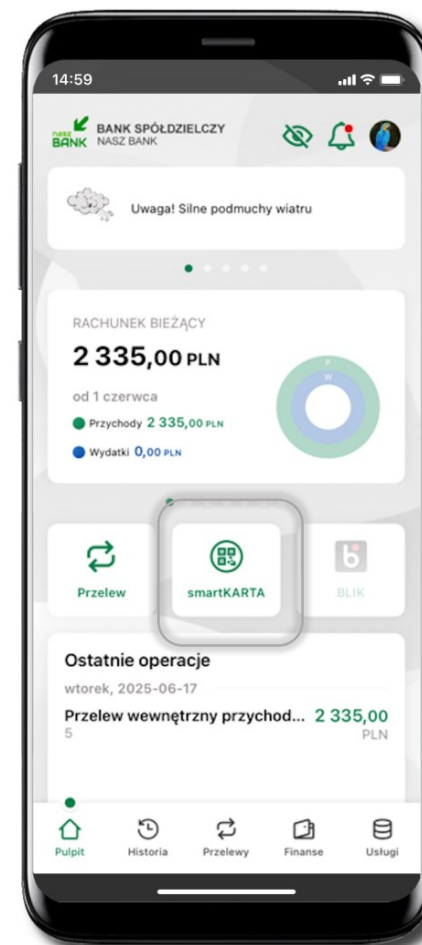 14:59
nasz
BANK
BANK SPÓŁDZIELCZY
NASZ BANK
Uwaga! Silne podmuchy wiatru
RACHUNEK BIEŻĄCY
2 335,00 PLN
od 1 czerwca
Przychody 2 335,00 PLN
Wydatki 0,00 PLN
P
W
Przelew
smartKARTA
BLIK
Ostatnie operacje
wtorek, 2025-06-17
Przelew wewnętrzny przychod... 2 335,00
5 PLN
Pulpit Historia Przelewy Finanse Usługi